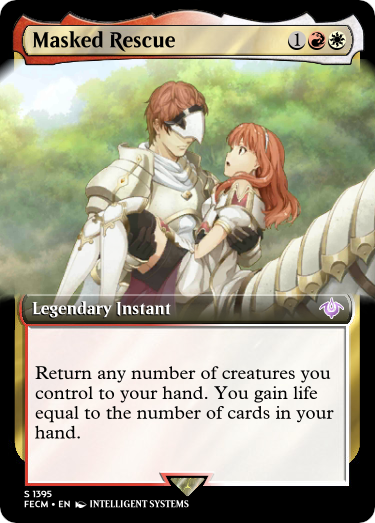 Masked Rescue 1
Legendary Instant
Return any number of creatures you
control to your hand. You gain life
equal to the number of cards in your
hand.
S 1395
FECM • EN INTELLIGENT SYSTEMS